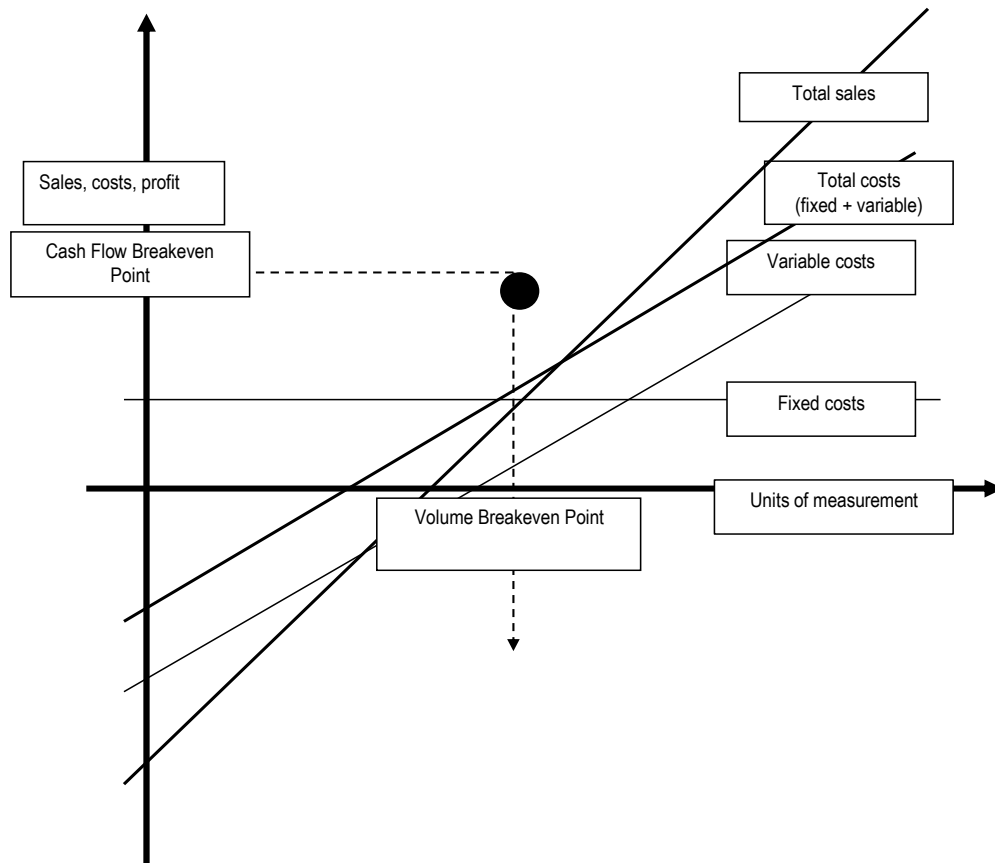 Total sales
Sales, costs, profit
Total costs
(fixed + variable)
Cash Flow Breakeven
Point
Variable costs
Fixed costs
Units of measurement
Volume Breakeven Point